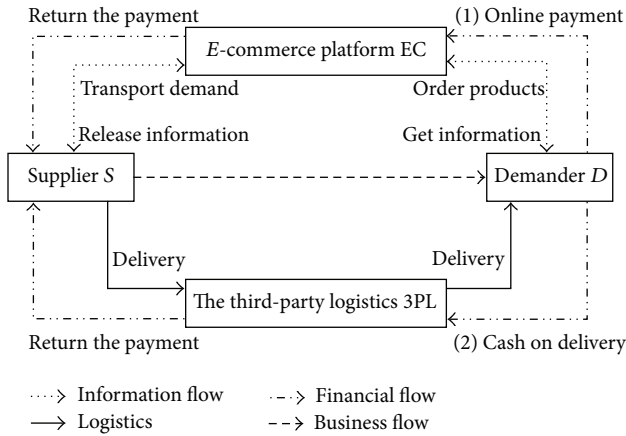 Return the payment
(1) Online payment
E-commerce platform EC
Transport demand
Order products
Release information
Get information
Supplier S
Demander D
Delivery
Delivery
The third-party logistics 3PL
Return the payment
(2) Cash on delivery
Information flow
Financial flow
Logistics
Business flow